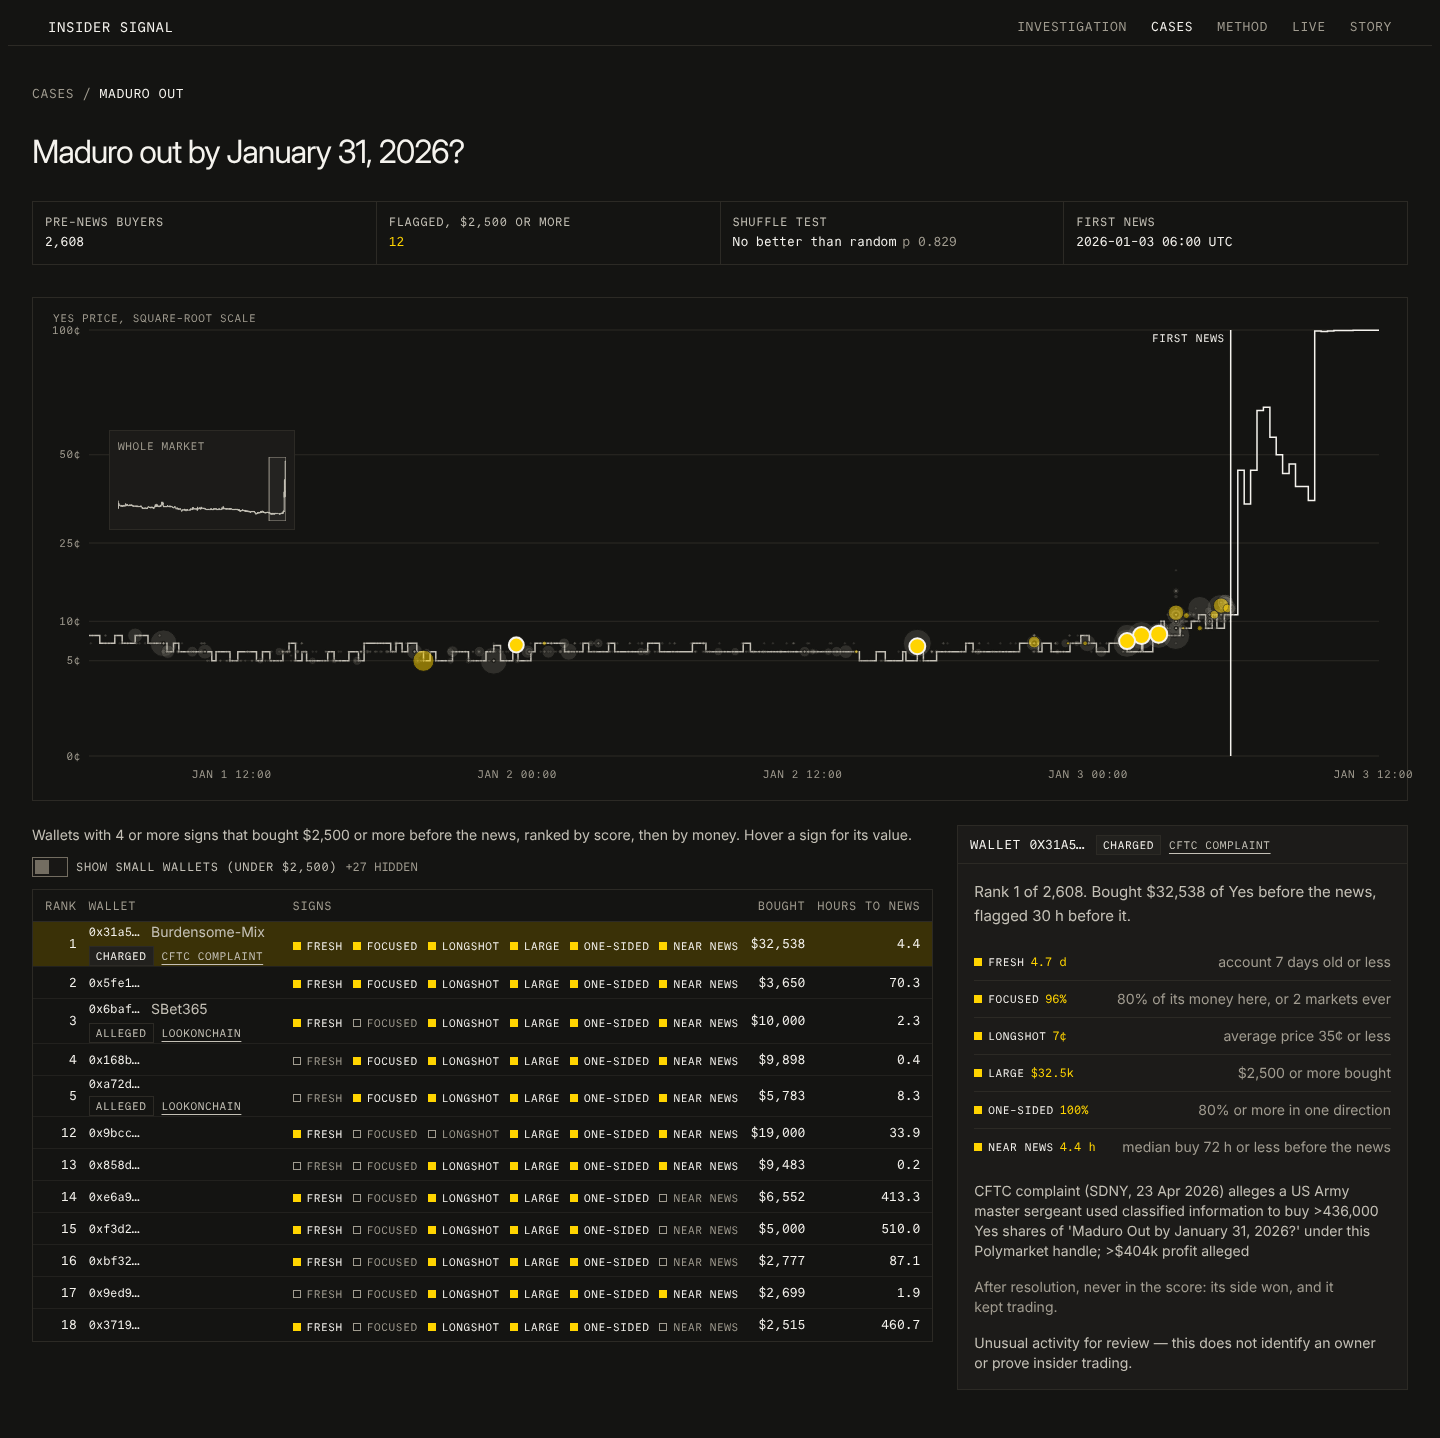 INSIDER SIGNAL
INVESTIGATION CASES METHOD LIVE STORY
CASES / MADURO OUT
Maduro out by January 31, 2026?
PRE-NEWS BUYERS
2,608
FLAGGED, $2,500 OR MORE
12
SHUFFLE TEST
No better than random p 0.829
FIRST NEWS
2026-01-03 06:00 UTC
YES PRICE, SQUARE-ROOT SCALE
100¢
FIRST NEWS
WHOLE MARKET
50¢
25¢
10¢
5¢
0¢
JAN 1 12:00 JAN 2 00:00 JAN 2 12:00 JAN 3 00:00 JAN 3 12:00
Wallets with 4 or more signs that bought $2,500 or more before the news, ranked by score, then by money. Hover a sign for its value.
SHOW SMALL WALLETS (UNDER $2,500) +27 HIDDEN
RANK WALLET SIGNS BOUGHT HOURS TO NEWS
1 0x31a5… Burdensome-Mix
CHARGED CFTC COMPLAINT
FRESH FOCUSED LONGSHOT LARGE ONE-SIDED NEAR NEWS $32,538 4.4
2 0x5fe1… FRESH FOCUSED LONGSHOT LARGE ONE-SIDED NEAR NEWS $3,650 70.3
3 0x6baf… SBet365
ALLEGED LOOKONCHAIN
FRESH FOCUSED LONGSHOT LARGE ONE-SIDED NEAR NEWS $10,000 2.3
4 0x168b… FRESH FOCUSED LONGSHOT LARGE ONE-SIDED NEAR NEWS $9,898 0.4
5 0xa72d…
ALLEGED LOOKONCHAIN
FRESH FOCUSED LONGSHOT LARGE ONE-SIDED NEAR NEWS $5,783 8.3
12 0x9bcc… FRESH FOCUSED LONGSHOT LARGE ONE-SIDED NEAR NEWS $19,000 33.9
13 0x858d… FRESH FOCUSED LONGSHOT LARGE ONE-SIDED NEAR NEWS $9,483 0.2
14 0xe6a9… FRESH FOCUSED LONGSHOT LARGE ONE-SIDED NEAR NEWS $6,552 413.3
15 0xf3d2… FRESH FOCUSED LONGSHOT LARGE ONE-SIDED NEAR NEWS $5,000 510.0
16 0xbf32… FRESH FOCUSED LONGSHOT LARGE ONE-SIDED NEAR NEWS $2,777 87.1
17 0x9ed9… FRESH FOCUSED LONGSHOT LARGE ONE-SIDED NEAR NEWS $2,699 1.9
18 0x3719… FRESH FOCUSED LONGSHOT LARGE ONE-SIDED NEAR NEWS $2,515 460.7
WALLET 0X31A5… CHARGED CFTC COMPLAINT
Rank 1 of 2,608. Bought $32,538 of Yes before the news,
flagged 30 h before it.
FRESH 4.7 d account 7 days old or less
FOCUSED 96% 80% of its money here, or 2 markets ever
LONGSHOT 7¢ average price 35¢ or less
LARGE $32.5k $2,500 or more bought
ONE-SIDED 100% 80% or more in one direction
NEAR NEWS 4.4 h median buy 72 h or less before the news
CFTC complaint (SDNY, 23 Apr 2026) alleges a US Army
master sergeant used classified information to buy >436,000
Yes shares of 'Maduro Out by January 31, 2026?' under this
Polymarket handle; >$404k profit alleged
After resolution, never in the score: its side won, and it
kept trading.
Unusual activity for review — this does not identify an owner
or prove insider trading.